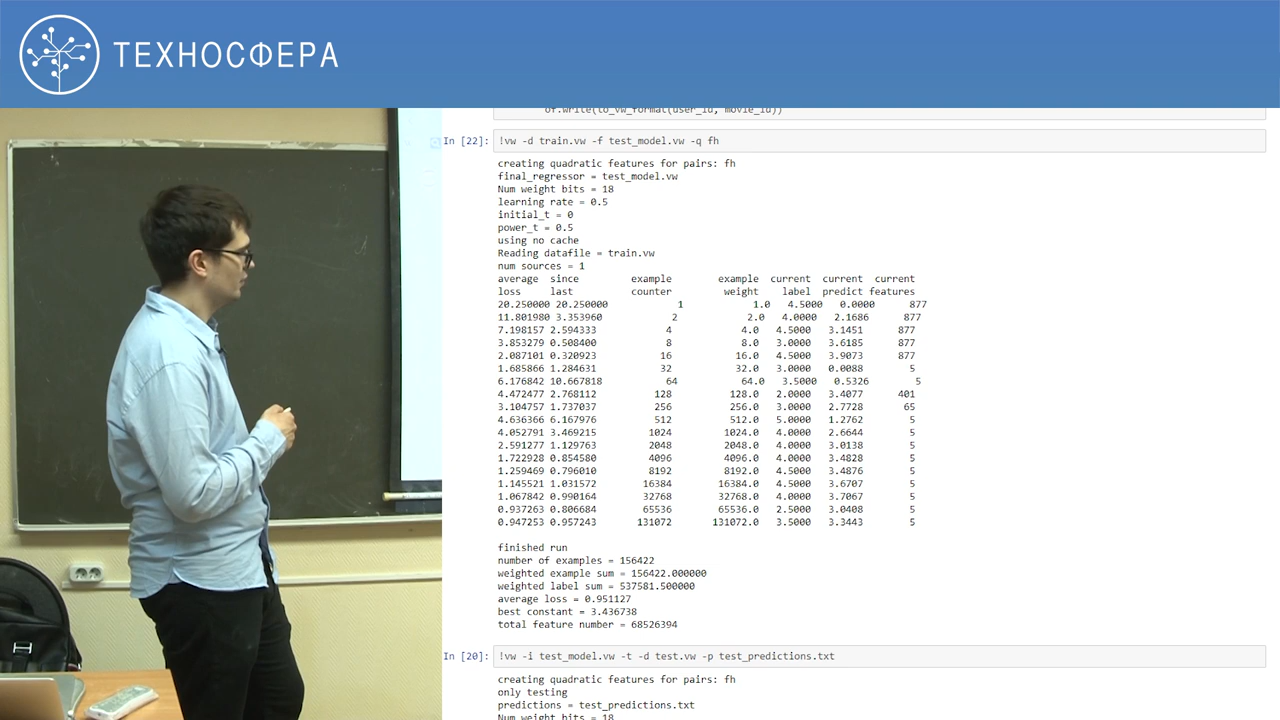 ТЕХНОСФЕРА
of.write(to_vw_format(user_id, movie_id))
In [22]: !vw -d train.vw -f test_model.vw -q fh
creating quadratic features for pairs: fh
final_regressor = test_model.vw
Num weight bits = 18
learning rate = 0.5
initial_t = 0
power_t = 0.5
using no cache
Reading datafile = train.vw
num sources = 1
average since example example current current current
loss last counter weight label predict features
20.250000 20.250000 1 1.0 4.5000 0.0000 877
11.801980 3.353960 2 2.0 4.0000 2.1686 877
7.198157 2.594333 4 4.0 4.5000 3.1451 877
3.853279 0.508400 8 8.0 3.0000 3.6185 877
2.087101 0.320923 16 16.0 4.5000 3.9073 877
1.685866 1.284631 32 32.0 3.0000 0.0088 5
6.176842 10.667818 64 64.0 3.5000 0.5326 5
4.472477 2.768112 128 128.0 2.0000 3.4077 401
3.104757 1.737037 256 256.0 3.0000 2.7728 65
4.636366 6.167976 512 512.0 5.0000 1.2762 5
4.052791 3.469215 1024 1024.0 4.0000 2.6644 5
2.591277 1.129763 2048 2048.0 4.0000 3.0138 5
1.722928 0.854580 4096 4096.0 4.0000 3.4828 5
1.259469 0.796010 8192 8192.0 4.5000 3.4876 5
1.145521 1.031572 16384 16384.0 4.5000 3.6707 5
1.067842 0.990164 32768 32768.0 4.0000 3.7067 5
0.937263 0.806684 65536 65536.0 2.5000 3.0408 5
0.947253 0.957243 131072 131072.0 3.5000 3.3443 5
finished run
number of examples = 156422
weighted example sum = 156422.000000
weighted label sum = 537581.500000
average loss = 0.951127
best constant = 3.436738
total feature number = 68526394
In [20]: !vw -i test_model.vw -t -d test.vw -p test_predictions.txt
creating quadratic features for pairs: fh
only testing
predictions = test_predictions.txt
Num weight bits = 18